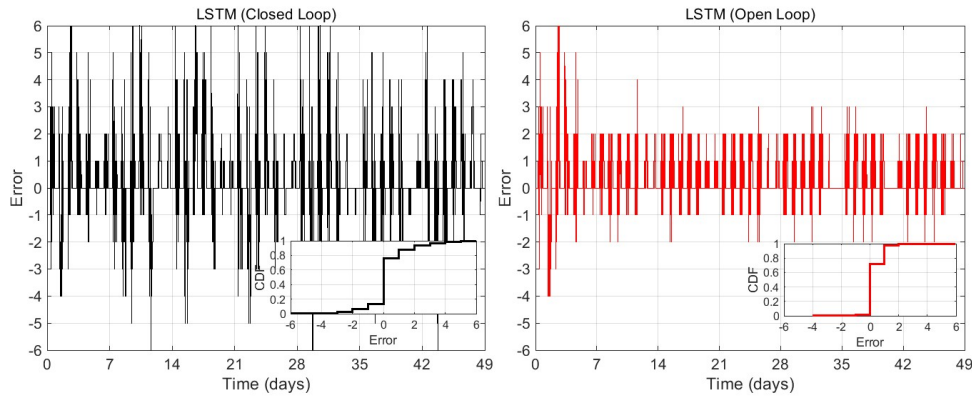 LSTM (Closed Loop)
6
5
4
3
2
1
0
-1
-2
-3
-4
-5
-6
Error
0 7 14 21 28 35 42 49
Time (days)
1
0.8
0.6
0.4
0.2
0
CDF
-6 -4 -2 0 2 4 6
Error
LSTM (Open Loop)
6
5
4
3
2
1
0
-1
-2
-3
-4
-5
-6
Error
0 7 14 21 28 35 42 49
Time (days)
1
0.8
0.6
0.4
0.2
0
CDF
-6 -4 -2 0 2 4 6
Error